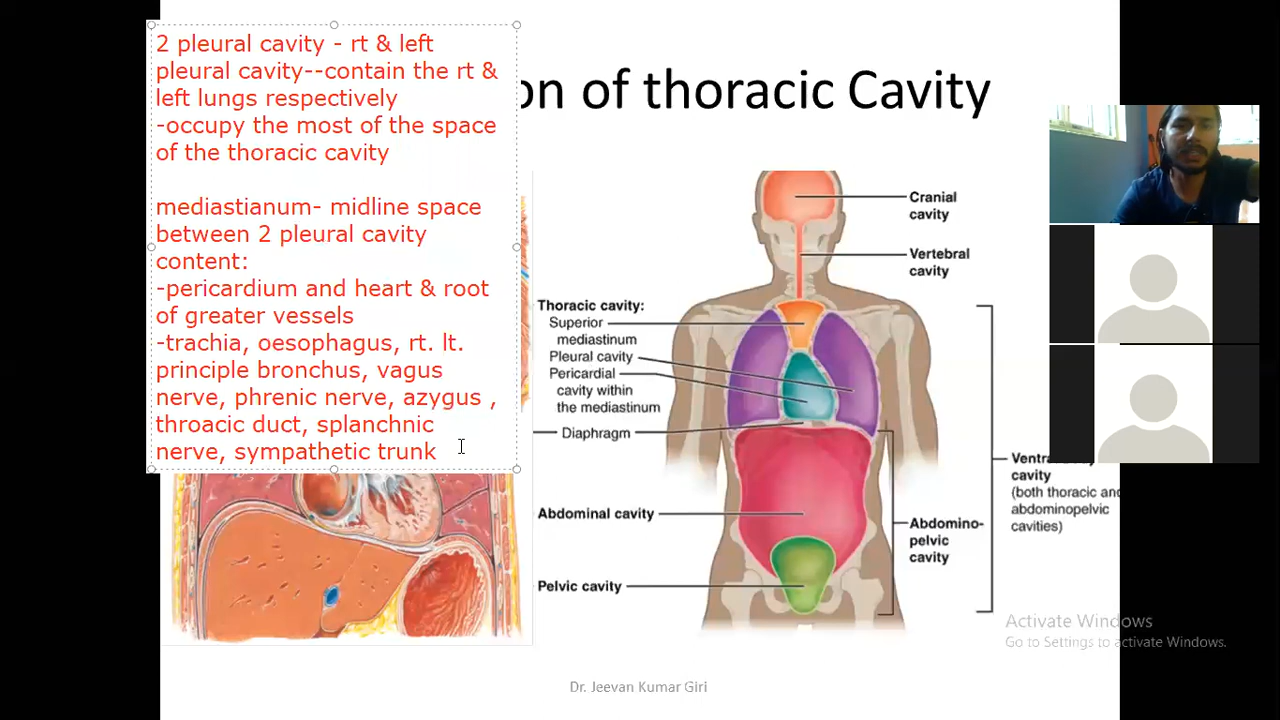 2 pleural cavity - rt & left
pleural cavity--contain the rt &
left lungs respectively
-occupy the most of the space
of the thoracic cavity
mediastianum- midline space
between 2 pleural cavity
content:
-pericardium and heart & root
of greater vessels
-trachia, oesophagus, rt. lt.
principle bronchus, vagus
nerve, phrenic nerve, azygus ,
throacic duct, splanchnic
nerve, sympathetic trunk
of thoracic Cavity
Cranial
cavity
Vertebral
cavity
Thoracic cavity:
Superior
mediastinum
Pleural cavity
Pericardial
cavity within
the mediastinum
Diaphragm
Abdominal cavity
Pelvic cavity
Abdomino-
pelvic
cavity
cavity
(both thoracic and
abdominopelvic
cavities)
Activate Windows
Go to Settings to activate Windows.
Dr. Jeevan Kumar Giri